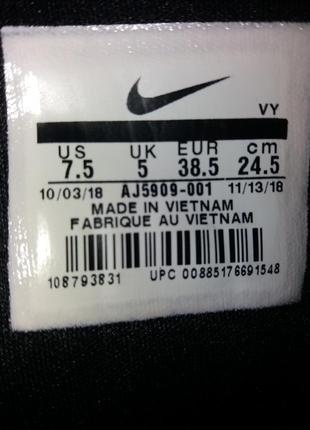 VY
US UK EUR cm
7.5 5 38.5 24.5
10/03/18 AJ5909-001 11/13/18
MADE IN VIETNAM
FABRIQUE AU VIETNAM
108793831 UPC 00885176691548